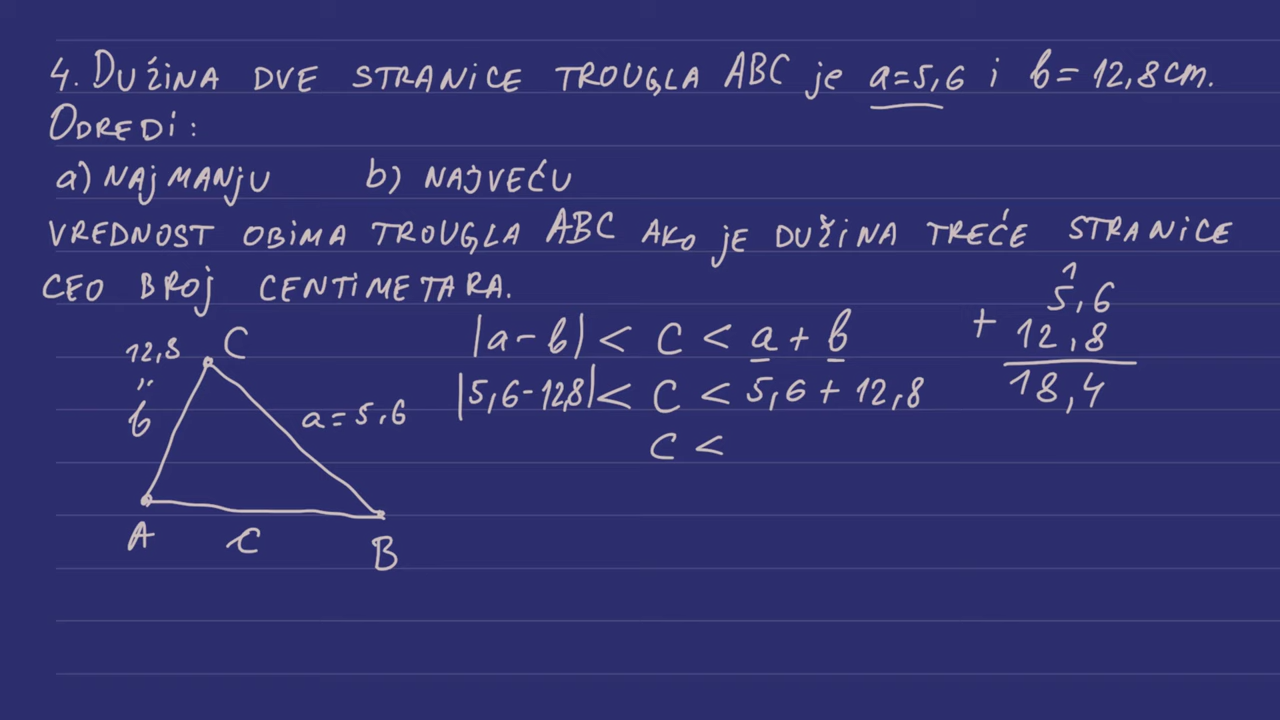 4. DUŽINA DVE STRANICE TROUGLA ABC je a=5,6 i b=12,8cm.
ODREDI:
a) NAJMANJU b) NAJVEĆU
VREDNOST OBIMA TROUGLA ABC AKO JE DUŽINA TREĆE STRANICE
CEO BROJ CENTIMETARA.
1
5,6
+ 12,8
18,4
|a-b| < C < a + b
|5,6-12,8| < C < 5,6 + 12,8
C <
12,8 C
"
b
a=5,6
A c B